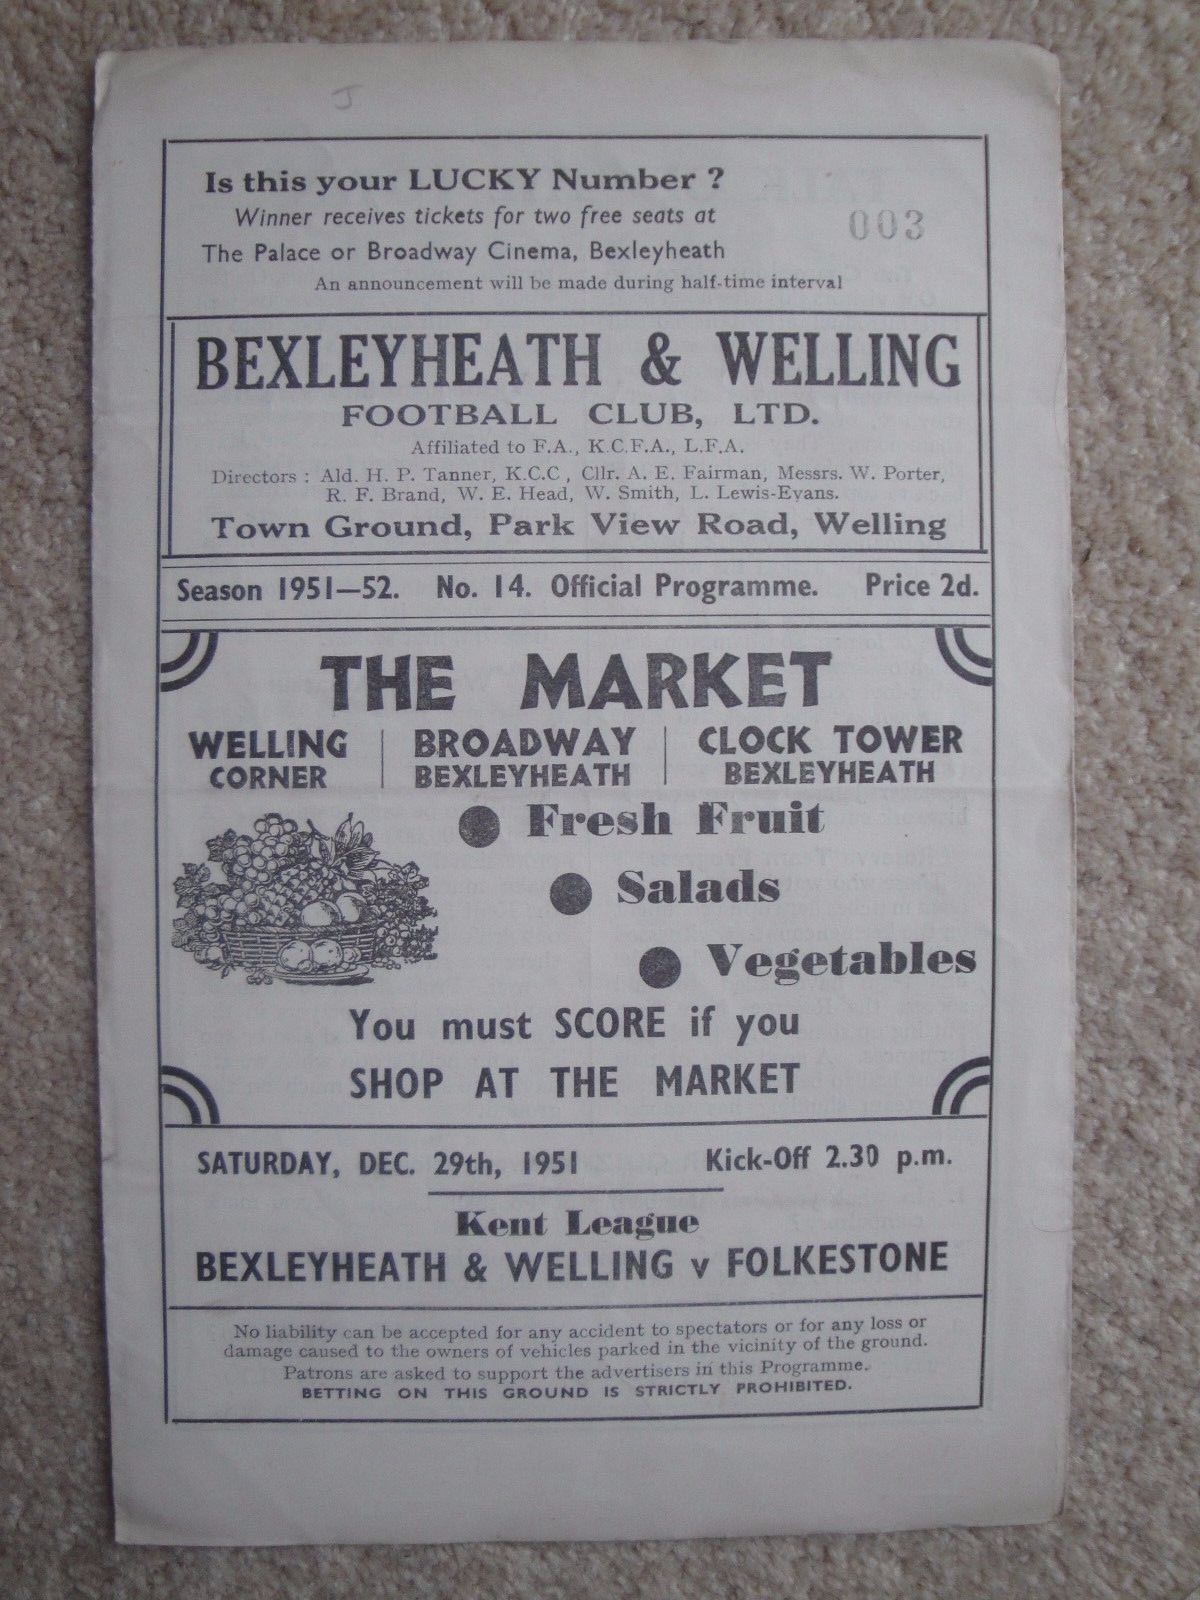 J
Is this your LUCKY Number ?
Winner receives tickets for two free seats at
003
The Palace or Broadway Cinema, Bexleyheath
An announcement will be made during half-time interval
BEXLEYHEATH & WELLING
FOOTBALL CLUB, LTD.
Affiliated to F.A., K.C.F.A., L.F.A.
Directors : Ald. H. P. Tanner, K.C.C , Cllr. A. E. Fairman, Messrs. W. Porter,
R. F. Brand, W. E. Head, W. Smith, L. Lewis-Evans.
Town Ground, Park View Road, Welling
Season 1951—52. No. 14. Official Programme. Price 2d.
THE MARKET
WELLING BROADWAY CLOCK TOWER
CORNER BEXLEYHEATH BEXLEYHEATH
Fresh Fruit
Salads
Vegetables
You must SCORE if you
SHOP AT THE MARKET
SATURDAY, DEC. 29th, 1951 Kick-Off 2.30 p.m.
Kent League
BEXLEYHEATH & WELLING v FOLKESTONE
No liability can be accepted for any accident to spectators or for any loss or
damage caused to the owners of vehicles parked in the vicinity of the ground.
Patrons are asked to support the advertisers in this Programme.
BETTING ON THIS GROUND IS STRICTLY PROHIBITED.